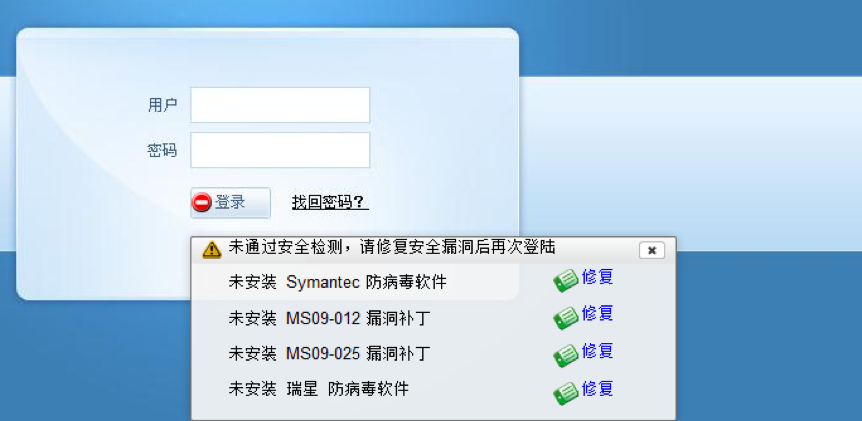 用户
密码
登录 找回密码?
未通过安全检测，请修复安全漏洞后再次登陆
未安装 Symantec 防病毒软件 修复
未安装 MS09-012 漏洞补丁 修复
未安装 MS09-025 漏洞补丁 修复
未安装 瑞星 防病毒软件 修复